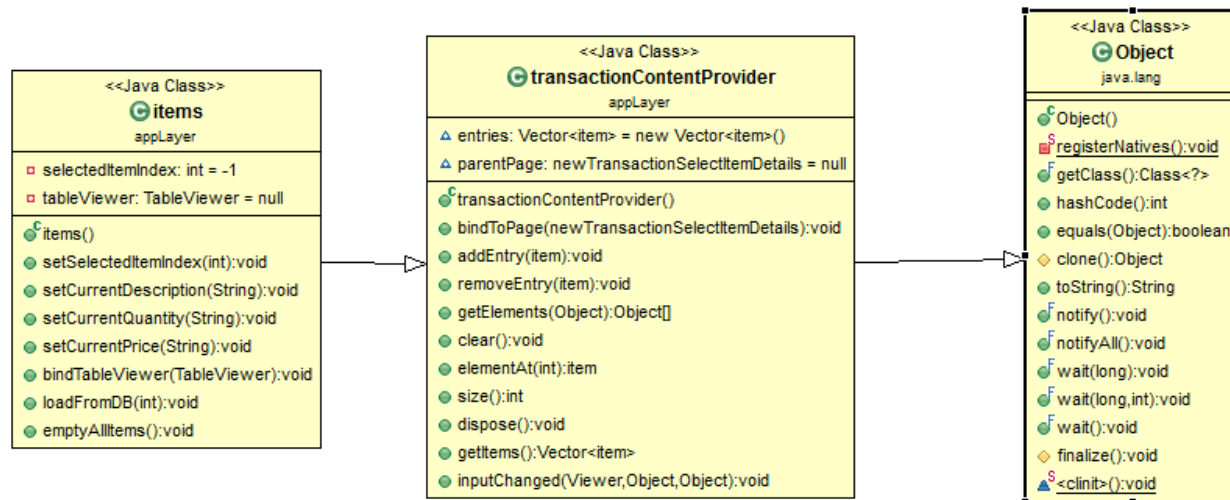 <<Java Class>>
items
appLayer
selectedItemIndex: int = -1
tableViewer: TableViewer = null
items()
setSelectedItemIndex(int):void
setCurrentDescription(String):void
setCurrentQuantity(String):void
setCurrentPrice(String):void
bindTableViewer(TableViewer):void
loadFromDB(int):void
emptyAllItems():void
<<Java Class>>
transactionContentProvider
appLayer
entries: Vector<item> = new Vector<item>()
parentPage: newTransactionSelectItemDetails = null
transactionContentProvider()
bindToPage(newTransactionSelectItemDetails):void
addEntry(item):void
removeEntry(item):void
getElements(Object):Object[]
clear():void
elementAt(int):item
size():int
dispose():void
getItems():Vector<item>
inputChanged(Viewer,Object,Object):void
<<Java Class>>
Object
java.lang
Object()
registerNatives():void
getClass():Class<?>
hashCode():int
equals(Object):boolean
clone():Object
toString():String
notify():void
notifyAll():void
wait(long):void
wait(long,int):void
wait():void
finalize():void
<clinit>():void